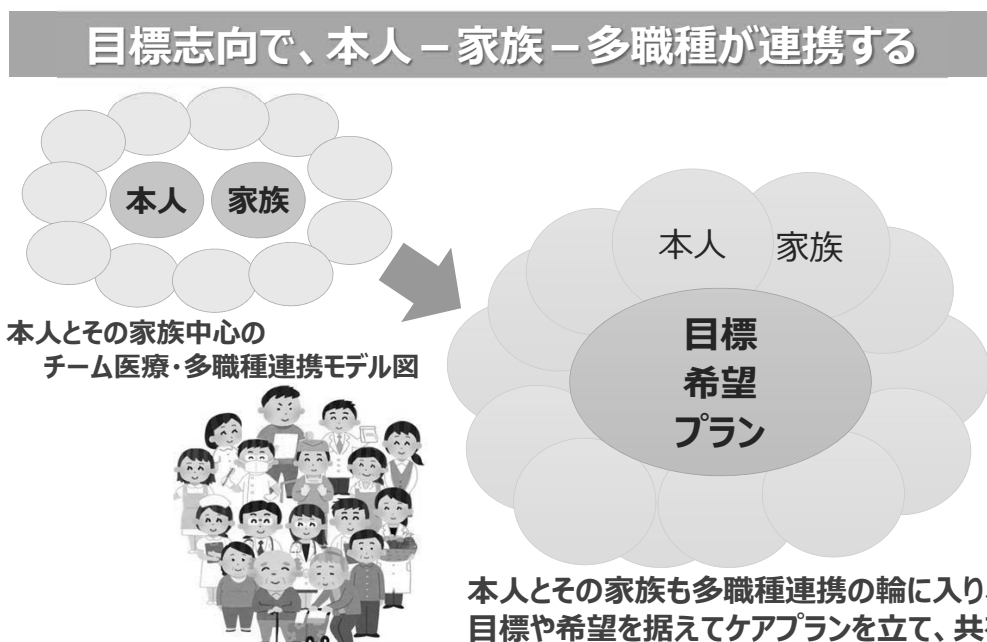 目標志向で、本人－家族－多職種が連携する
本人 家族
本人とその家族中心の
チーム医療・多職種連携モデル図
本人 家族
目標
希望
プラン
本人とその家族も多職種連携の輪に入り、
目標や希望を据えてケアプランを立て、共